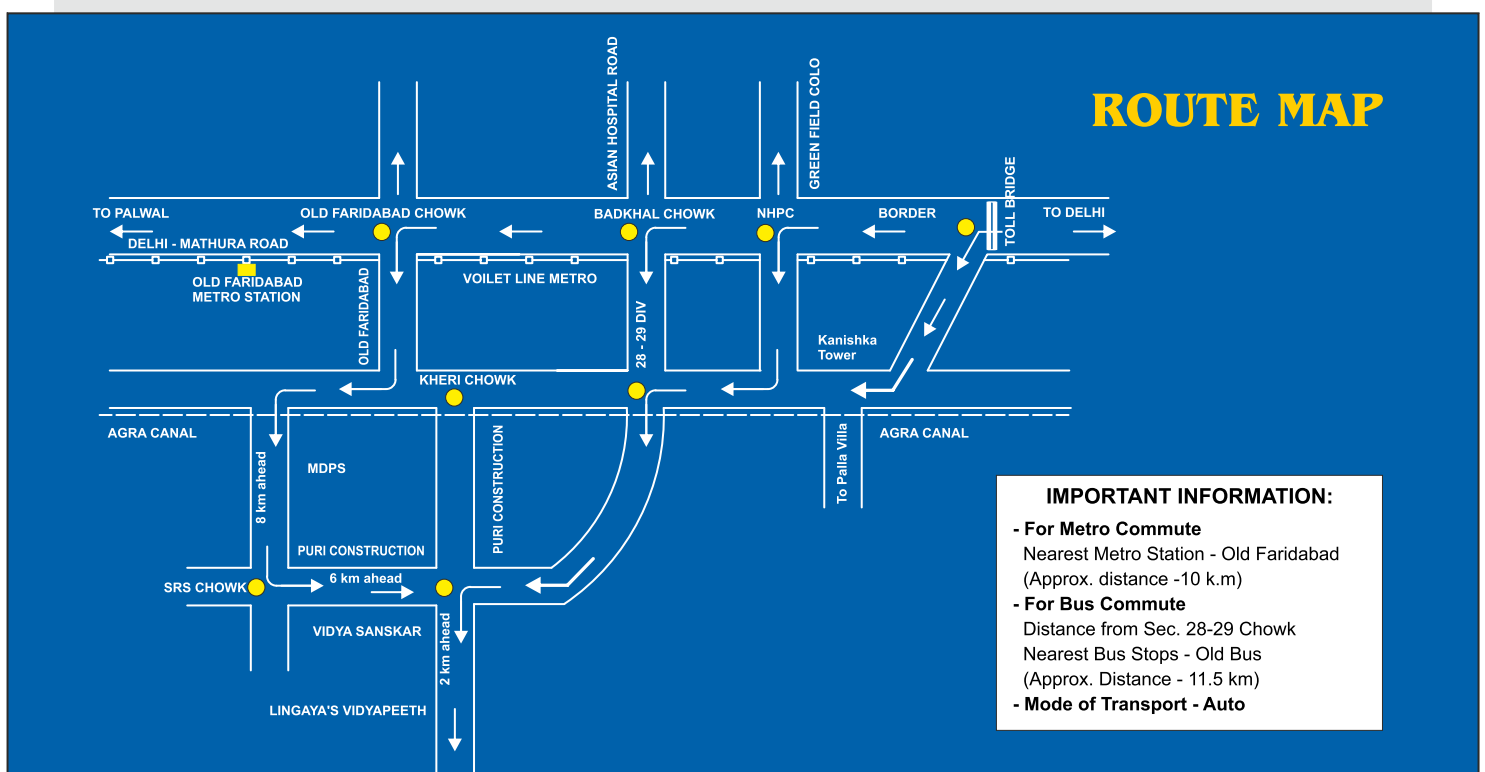 ROUTE MAP
ASIAN HOSPITAL ROAD
GREEN FIELD COLO
TOLL BRIDGE
TO PALWAL
OLD FARIDABAD CHOWK
BADKHAL CHOWK
NHPC
BORDER
TO DELHI
DELHI - MATHURA ROAD
OLD FARIDABAD
METRO STATION
VOILET LINE METRO
OLD FARIDABAD
28 - 29 DIV
Kanishka
Tower
KHERI CHOWK
AGRA CANAL
AGRA CANAL
8 km ahead
MDPS
PURI CONSTRUCTION
To Palla Villa
PURI CONSTRUCTION
SRS CHOWK
6 km ahead
VIDYA SANSKAR
2 km ahead
LINGAYA'S VIDYAPEETH
IMPORTANT INFORMATION:
- For Metro Commute
Nearest Metro Station - Old Faridabad
(Approx. distance -10 k.m)
- For Bus Commute
Distance from Sec. 28-29 Chowk
Nearest Bus Stops - Old Bus
(Approx. Distance - 11.5 km)
- Mode of Transport - Auto